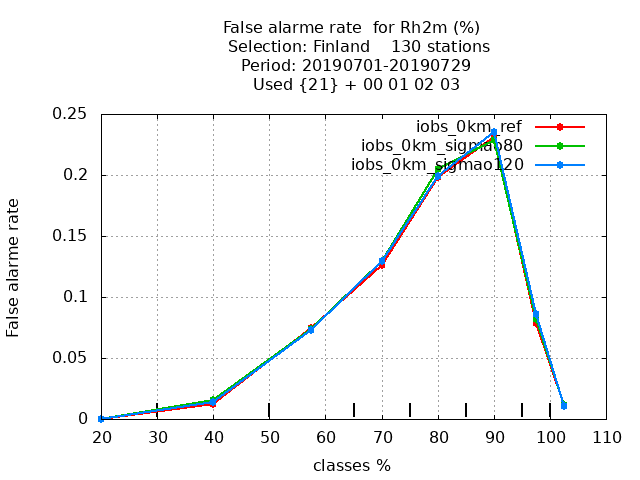 False alarme rate  for Rh2m (%)
Selection: Finland    130 stations
Period: 20190701-20190729
Used {21} + 00 01 02 03
iobs_0km_ref
iobs_0km_sigmao80
iobs_0km_sigmao120
0.25
0.2
0.15
0.1
0.05
0
False alarme rate
20 30 40 50 60 70 80 90 100 110
classes %